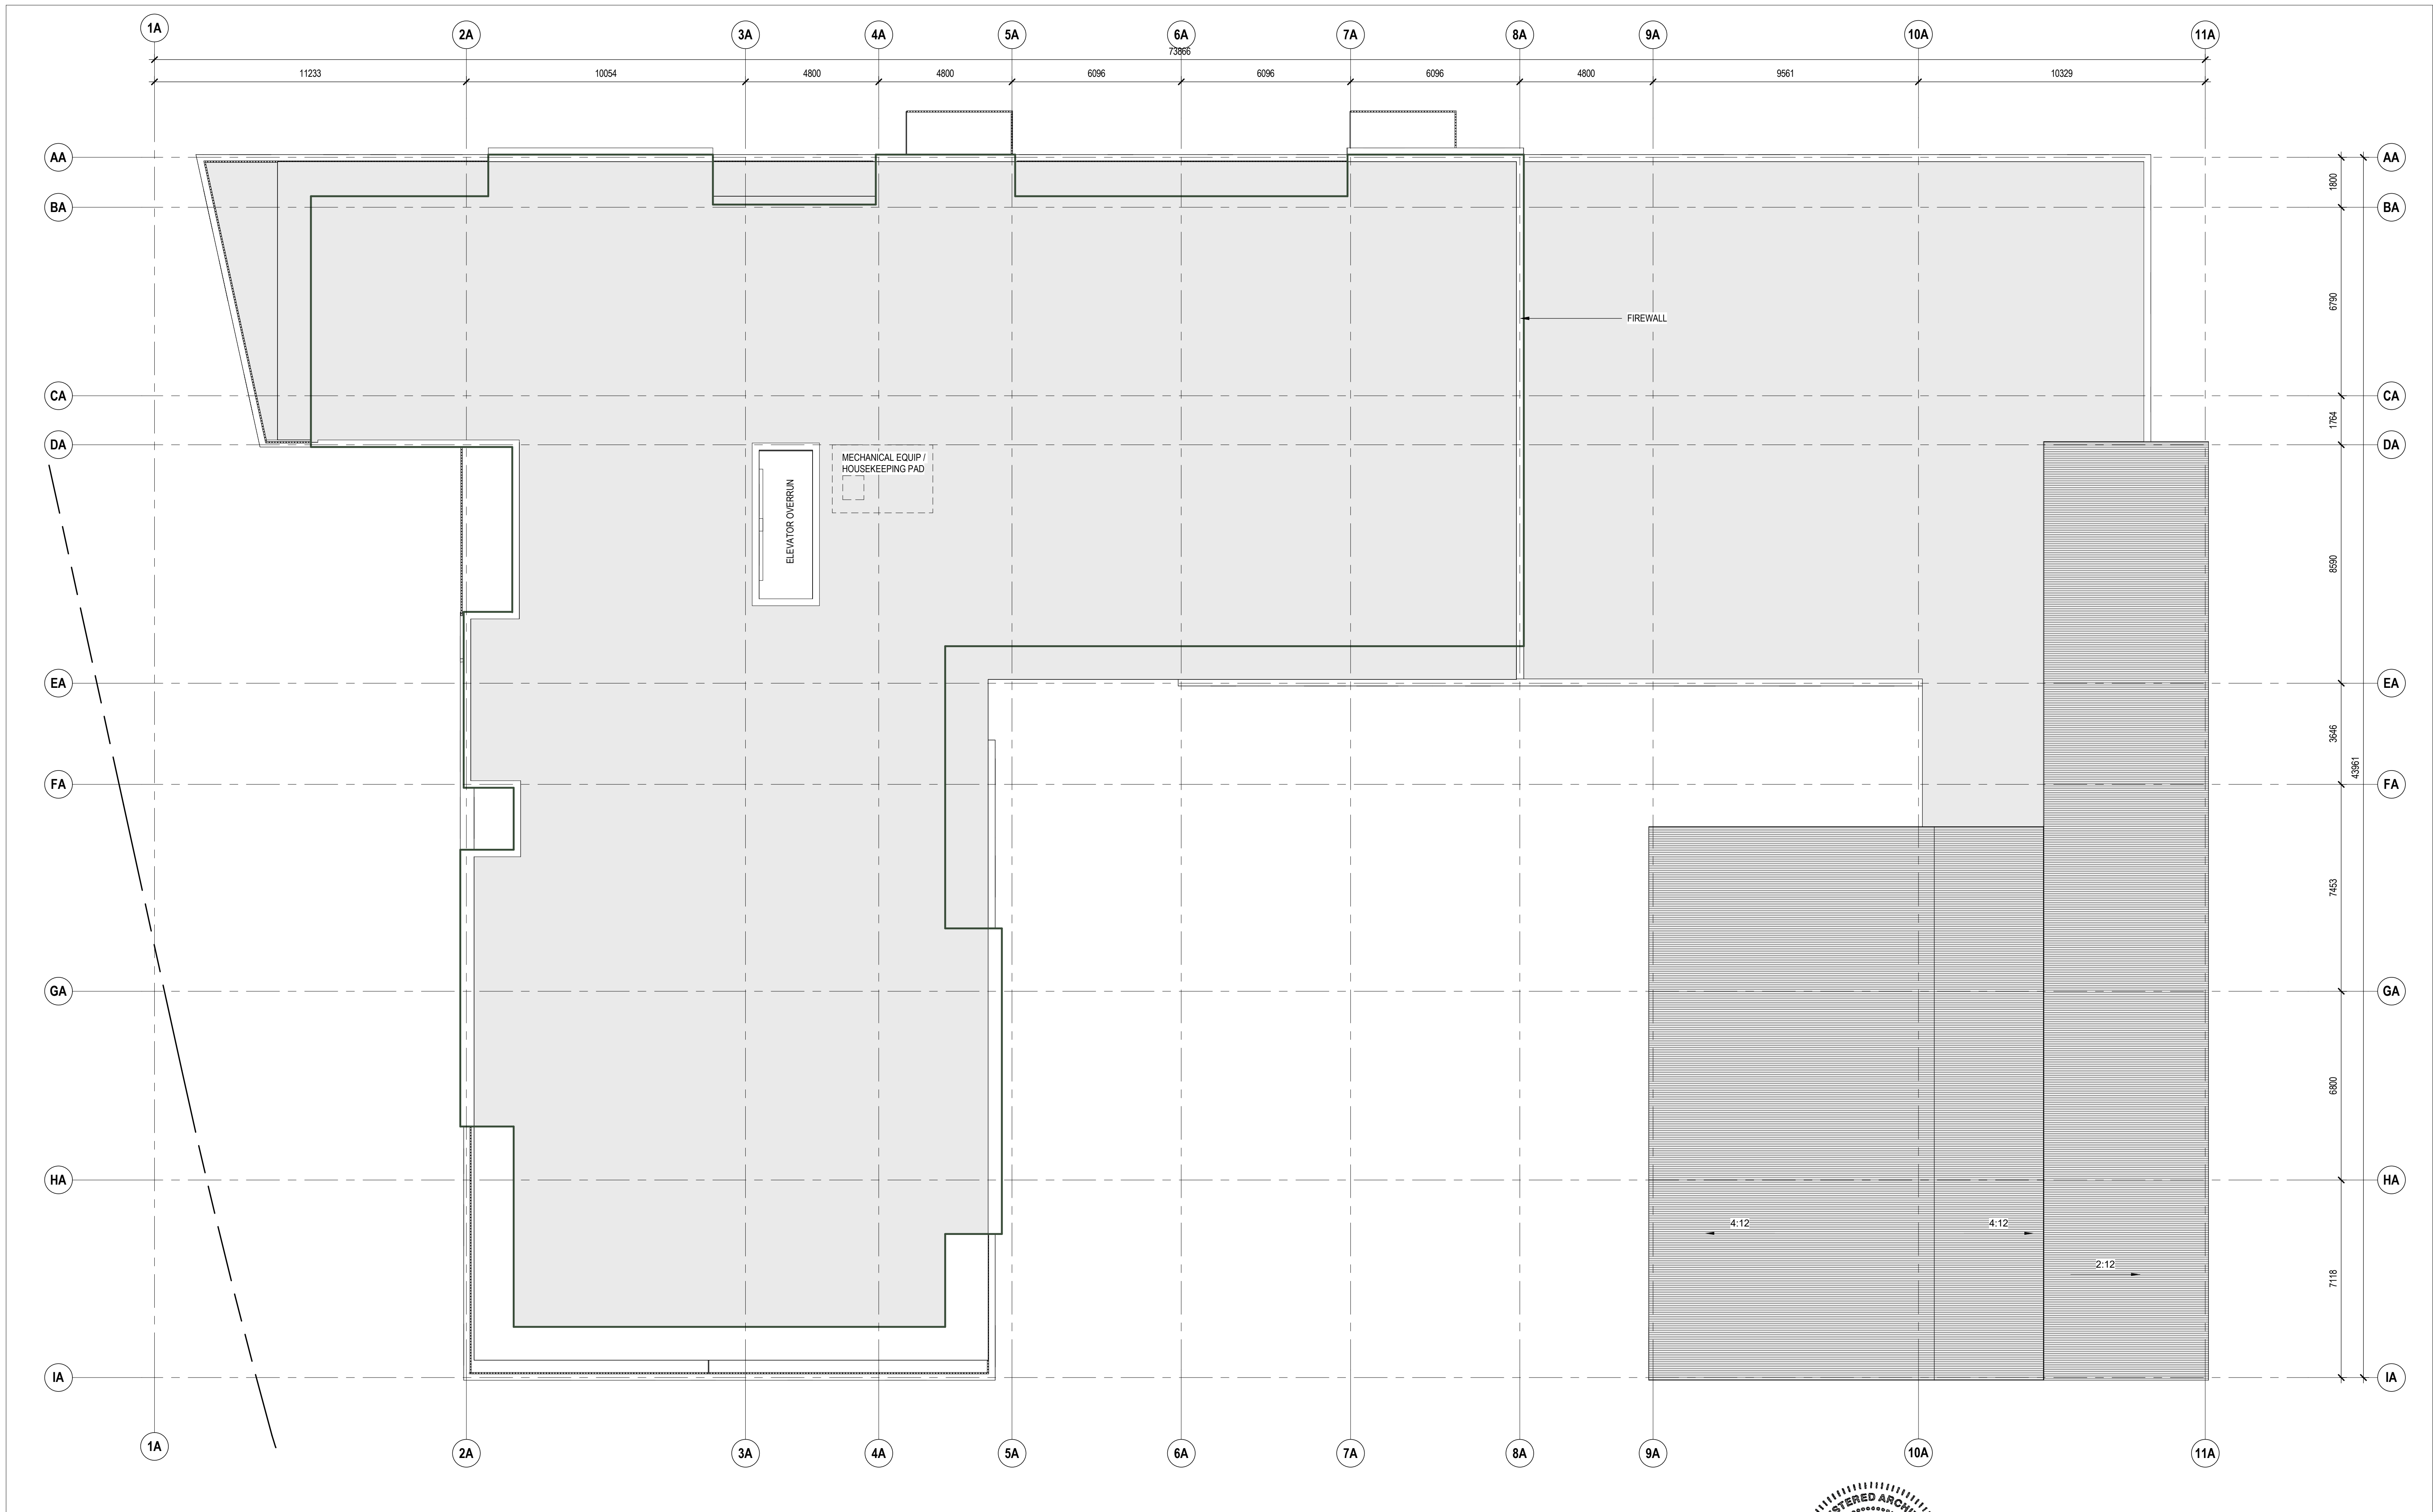 1A
2A
3A
4A
5A
6A
7A
8A
9A
10A
11A
73866
11233
10054
4800
4800
6096
6096
6096
4800
9561
10329
AA
AA
1800
BA
BA
6790
FIREWALL
CA
CA
1764
DA
DA
MECHANICAL EQUIP /
HOUSEKEEPING PAD
ELEVATOR OVERRUN
8590
EA
EA
3646
43961
FA
FA
7453
GA
GA
6800
HA
HA
4:12
4:12
2:12
7118
IA
IA
1A
2A
3A
4A
5A
6A
7A
8A
9A
10A
11A